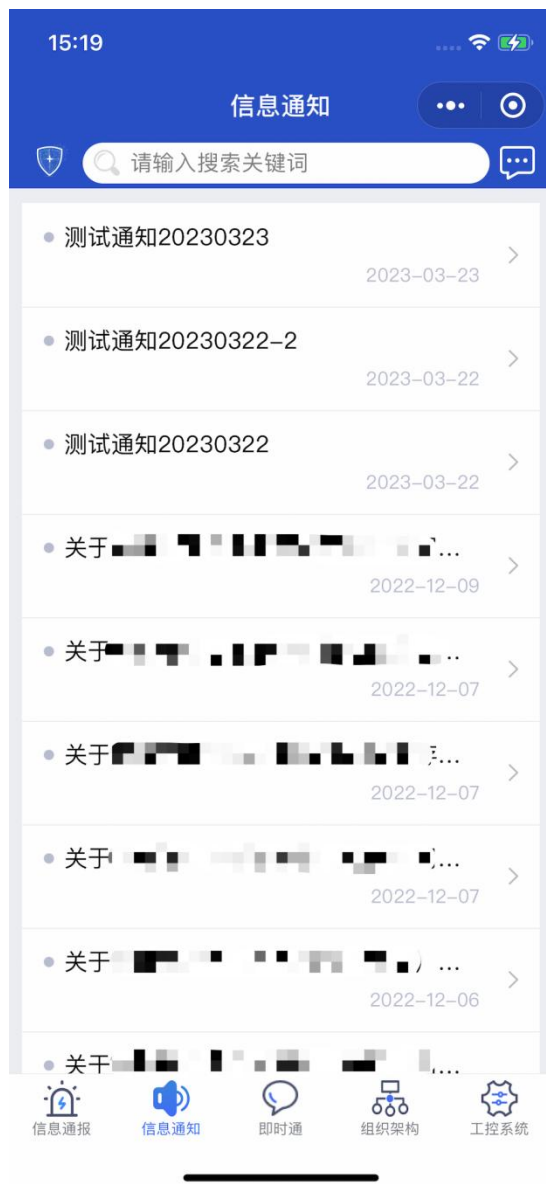 15:19
信息通知
请输入搜索关键词
测试通知20230323
2023-03-23
测试通知20230322-2
2023-03-22
测试通知20230322
2023-03-22
关于
...
2022-12-09
关于
..
2022-12-07
关于
...
2022-12-07
关于
...
2022-12-07
关于
...
2022-12-06
关于
...
信息通报
信息通知
即时通
组织架构
工控系统